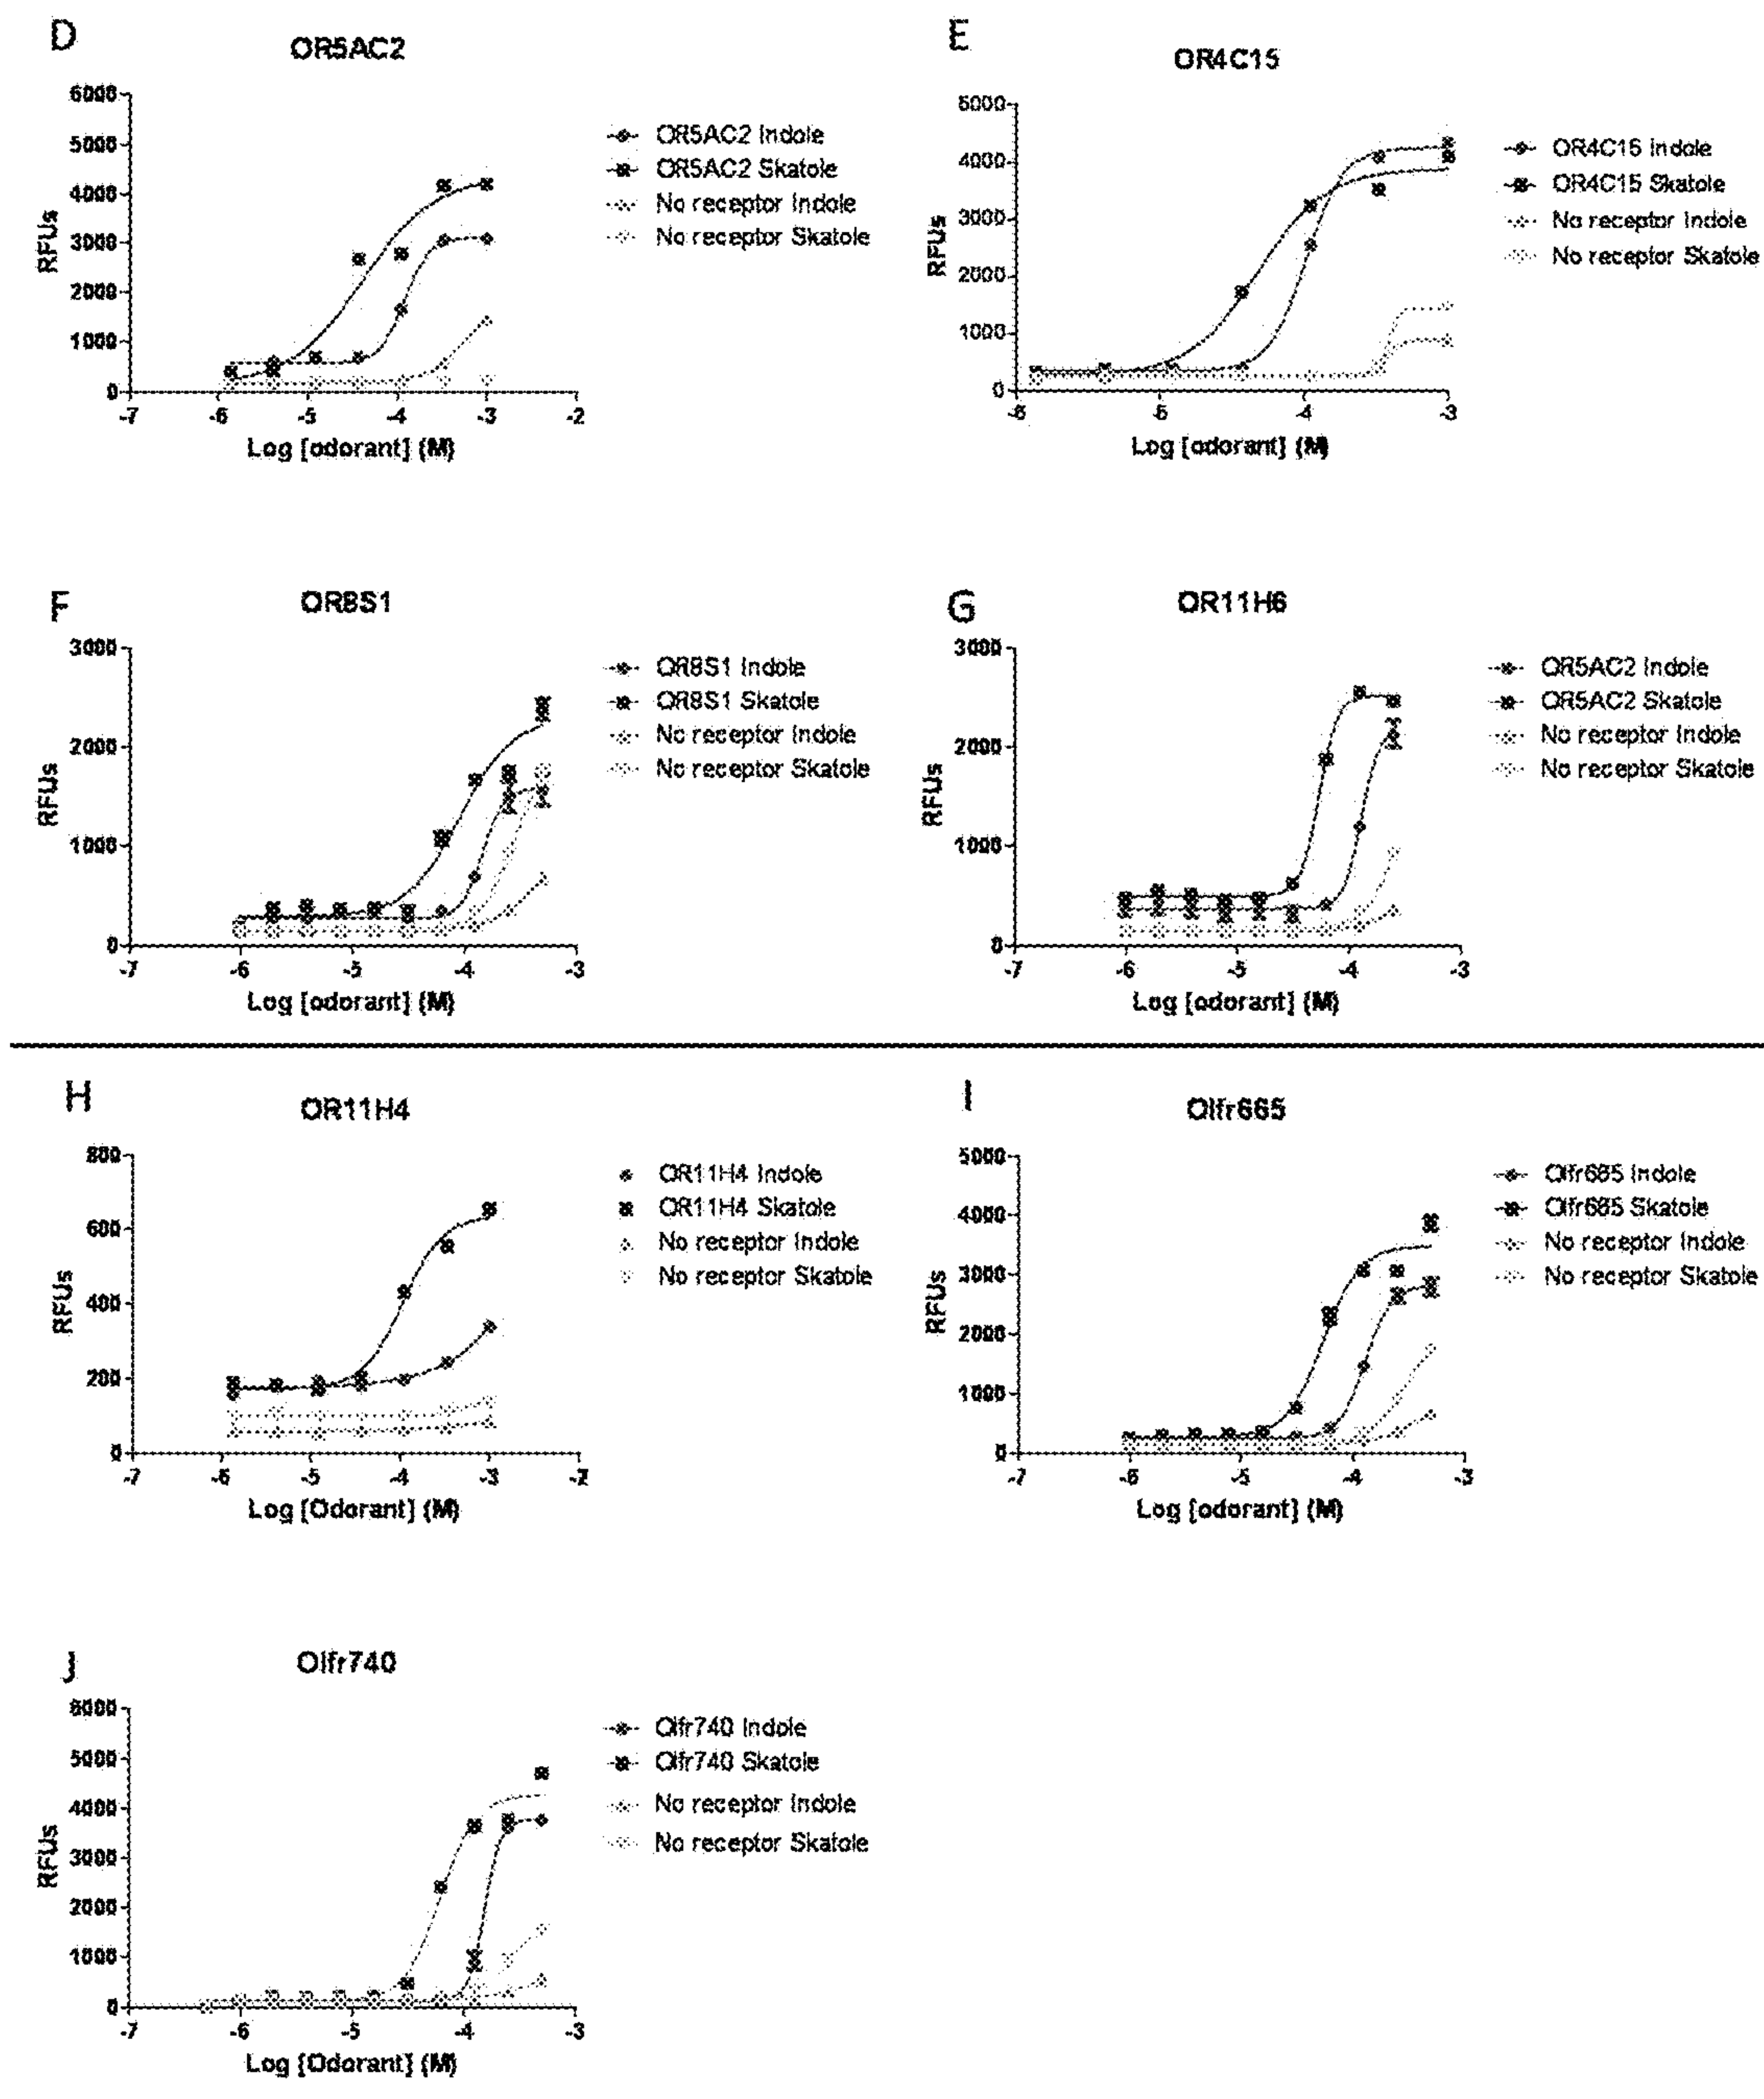 D
OR5AC2
6000
5000
4000
3000
2000
1000
0
RFUs
-7 -6 -5 -4 -3 -2
Log [odorant] (M)
OR5AC2 Indole
OR5AC2 Skatole
No receptor Indole
No receptor Skatole
E
OR4C15
5000
4000
3000
2000
1000
0
RFUs
-4 -3
Log [odorant] (M)
OR4C15 Indole
OR4C15 Skatole
No receptor Indole
No receptor Skatole
F
OR8S1
3000
2000
1000
0
RFUs
-7 -6 -5 -4 -3
Log [odorant] (M)
OR8S1 Indole
OR8S1 Skatole
No receptor Indole
No receptor Skatole
G
OR11H6
3000
2000
1000
0
RFUs
-7 -6 -5 -4 -3
Log [odorant] (M)
OR5AC2 Indole
OR5AC2 Skatole
No receptor Indole
No receptor Skatole
H
OR11H4
800
600
400
200
0
RFUs
-7 -6 -5 -4 -3 -2
Log [Odorant] (M)
OR11H4 Indole
OR11H4 Skatole
No receptor Indole
No receptor Skatole
I
Olfr665
5000
4000
3000
2000
1000
0
RFUs
-7 -6 -5 -4 -3
Log [odorant] (M)
Olfr665 Indole
Olfr665 Skatole
No receptor Indole
No receptor Skatole
J
Olfr740
6000
5000
4000
3000
2000
1000
0
RFUs
-7 -6 -5 -4 -3
Log [Odorant] (M)
Olfr740 Indole
Olfr740 Skatole
No receptor Indole
No receptor Skatole